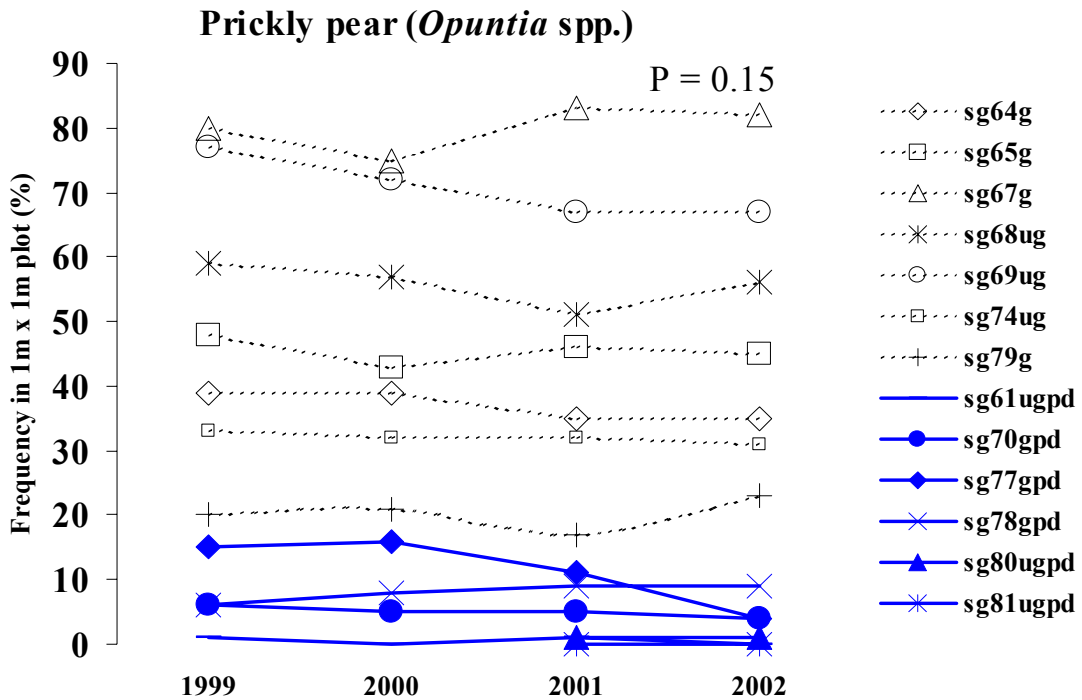 Prickly pear (Opuntia spp.)
P = 0.15
Frequency in 1m x 1m plot (%)
90
80
70
60
50
40
30
20
10
0
1999 2000 2001 2002
sg64g
sg65g
sg67g
sg68ug
sg69ug
sg74ug
sg79g
sg61ugpd
sg70gpd
sg77gpd
sg78gpd
sg80ugpd
sg81ugpd